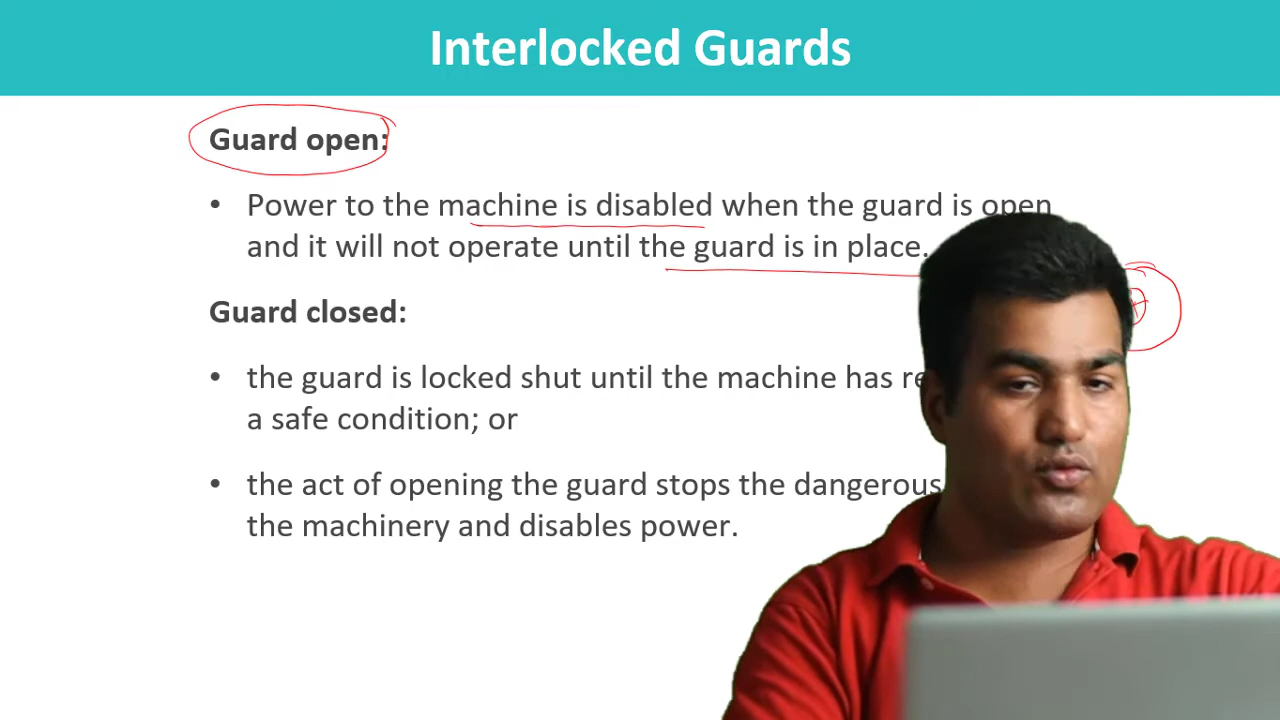 Interlocked Guards
Guard open:
• Power to the machine is disabled when the guard is open
and it will not operate until the guard is in place.
Guard closed:
• the guard is locked shut until the machine has
a safe condition; or
• the act of opening the guard stops the dangerous
the machinery and disables power.